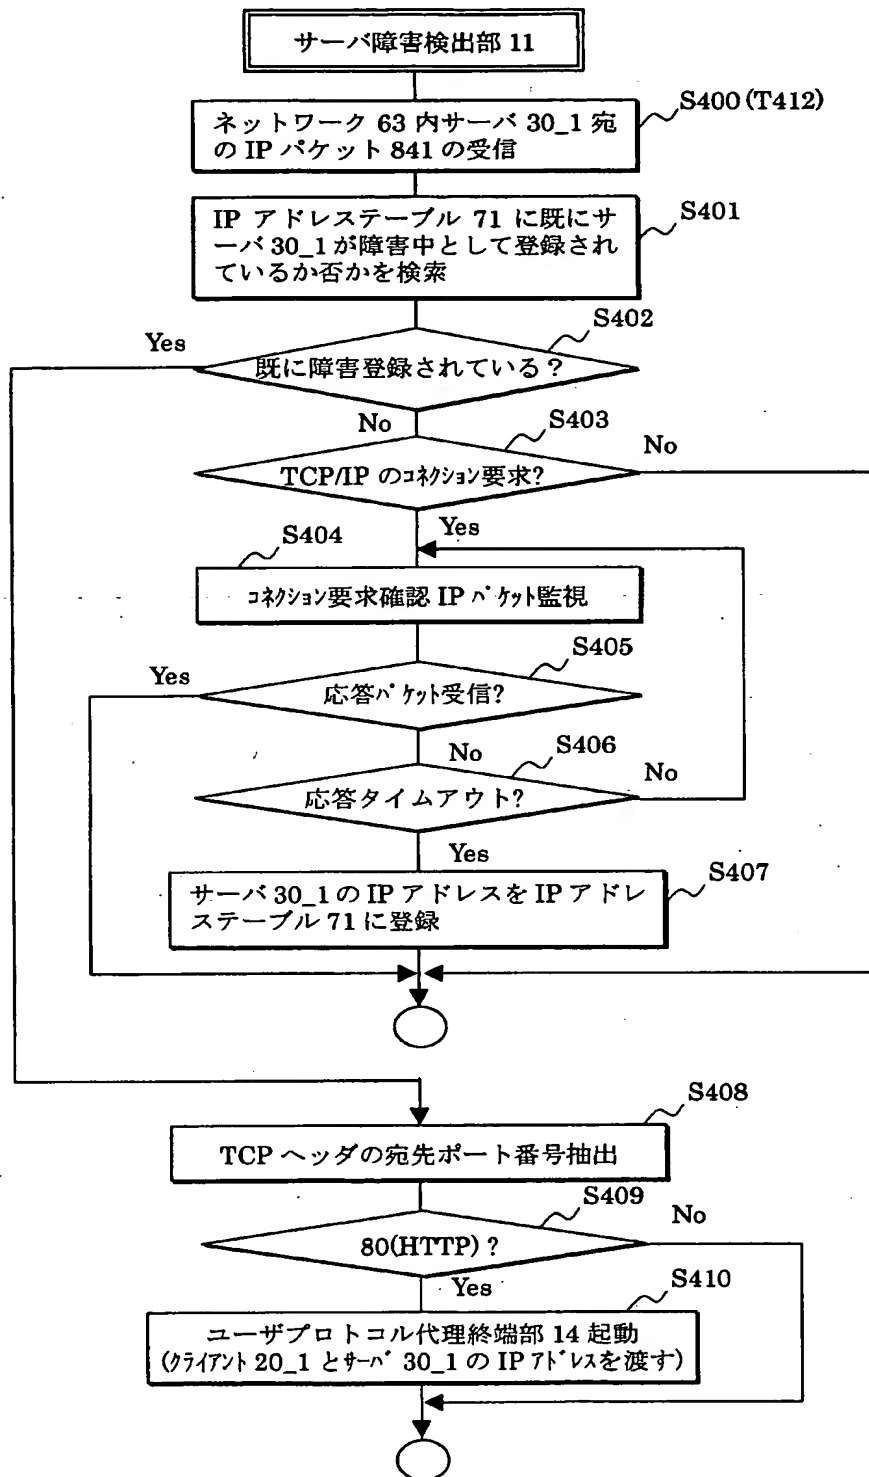 サーバ障害検出部 11
S400 (T412)
ネットワーク 63 内サーバ 30_1 宛
の IP パケット 841 の受信
S401
IP アドレステーブル 71 に既にサ
ーバ 30_1 が障害中として登録され
ているか否かを検索
S402
Yes
既に障害登録されている？
No
S403
No
TCP/IP のｺﾈｸｼｮﾝ要求?
Yes
S404
ｺﾈｸｼｮﾝ要求確認 IP ﾊﾟｹｯﾄ監視
S405
Yes
応答ﾊﾟｹｯﾄ受信?
No
S406
No
応答タイムアウト?
Yes
S407
サーバ 30_1 の IP アドレスを IP アドレ
ステーブル 71 に登録
S408
TCP ヘッダの宛先ポート番号抽出
S409
No
80(HTTP)？
Yes
S410
ユーザプロトコル代理終端部 14 起動
(ｸﾗｲｱﾝﾄ 20_1 とｻｰﾊﾞ 30_1 の IP ｱﾄﾞﾚｽを渡す)